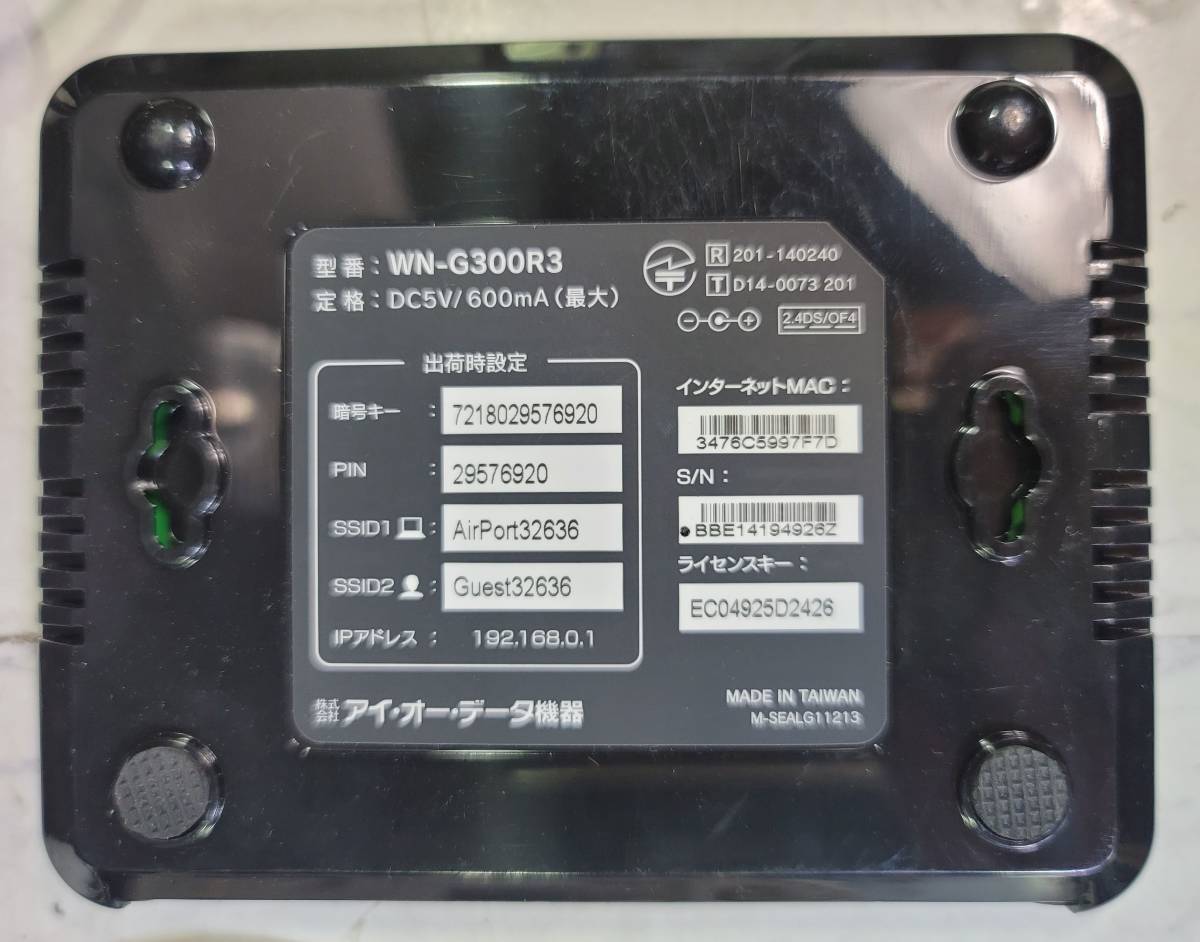 型番：WN-G300R3
定格：DC5V/600mA（最大）
R 201-140240
T D14-0073 201
2.4DS/OF4
出荷時設定
暗号キー ： 7218029576920
PIN ： 29576920
SSID1 ： AirPort32636
SSID2 ： Guest32636
IPアドレス ： 192.168.0.1
インターネットMAC：
3476C5997F7D
S/N：
BBE14194926Z
ライセンスキー：
EC04925D2426
株式会社 アイ・オー・データ機器
MADE IN TAIWAN
M-SEALG11213